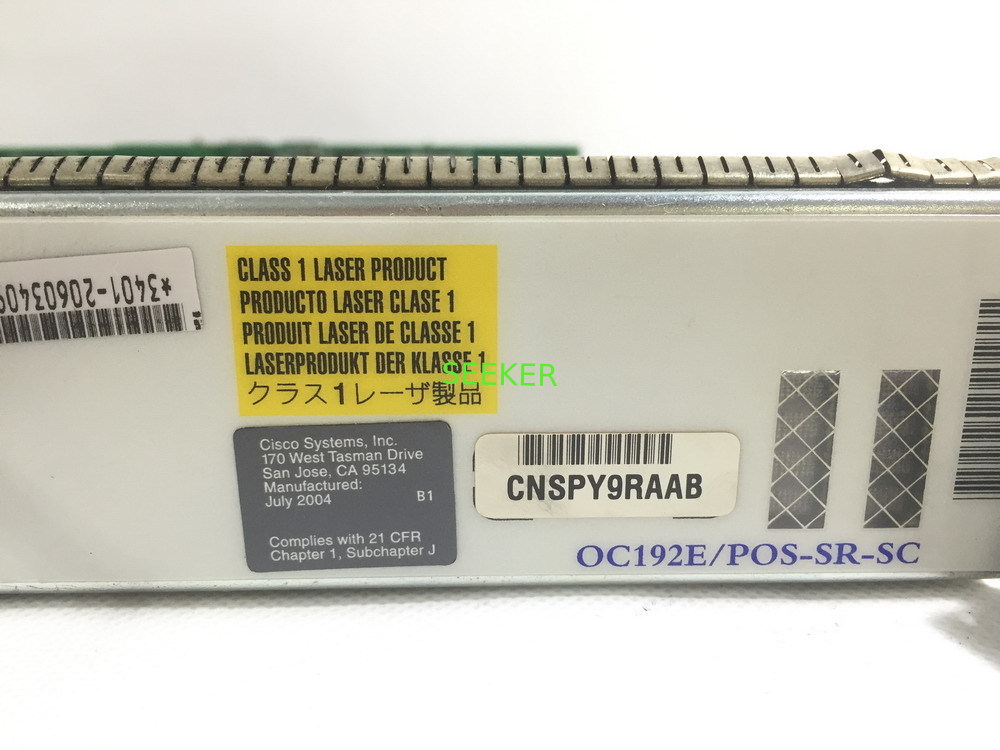 *3401-20603409
CLASS 1 LASER PRODUCT
PRODUCTO LASER CLASE 1
PRODUIT LASER DE CLASSE 1
LASERPRODUKT DER KLASSE 1
クラス1レーザ製品
SEEKER
Cisco Systems, Inc.
170 West Tasman Drive
San Jose, CA 95134
Manufactured:
July 2004 B1
Complies with 21 CFR
Chapter 1, Subchapter J
CNSPY9RAAB
OC192E/POS-SR-SC